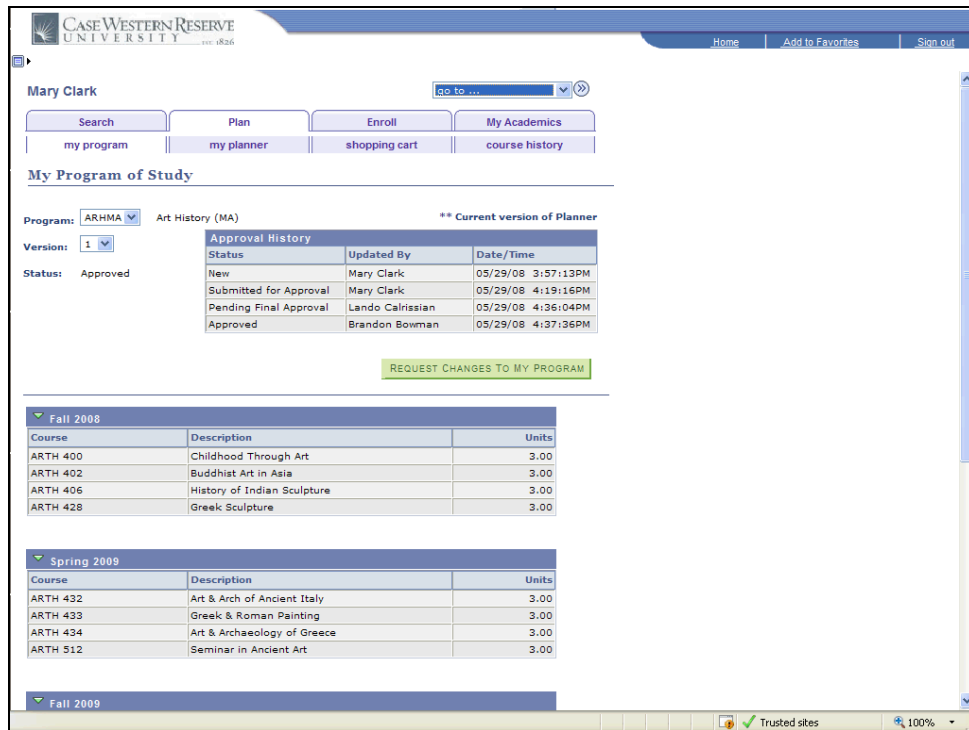 CASE WESTERN RESERVE
UNIVERSITY EST. 1826
Home Add to Favorites Sign out
Mary Clark go to ...
Search Plan Enroll My Academics
my program my planner shopping cart course history
My Program of Study
Program: ARHMA Art History (MA) ** Current version of Planner
Version: 1
Status: Approved
Approval History
Status Updated By Date/Time
New Mary Clark 05/29/08 3:57:13PM
Submitted for Approval Mary Clark 05/29/08 4:19:16PM
Pending Final Approval Lando Calrissian 05/29/08 4:36:04PM
Approved Brandon Bowman 05/29/08 4:37:36PM
REQUEST CHANGES TO MY PROGRAM
Fall 2008
Course Description Units
ARTH 400 Childhood Through Art 3.00
ARTH 402 Buddhist Art in Asia 3.00
ARTH 406 History of Indian Sculpture 3.00
ARTH 428 Greek Sculpture 3.00
Spring 2009
Course Description Units
ARTH 432 Art & Arch of Ancient Italy 3.00
ARTH 433 Greek & Roman Painting 3.00
ARTH 434 Art & Archaeology of Greece 3.00
ARTH 512 Seminar in Ancient Art 3.00
Fall 2009
Trusted sites 100%